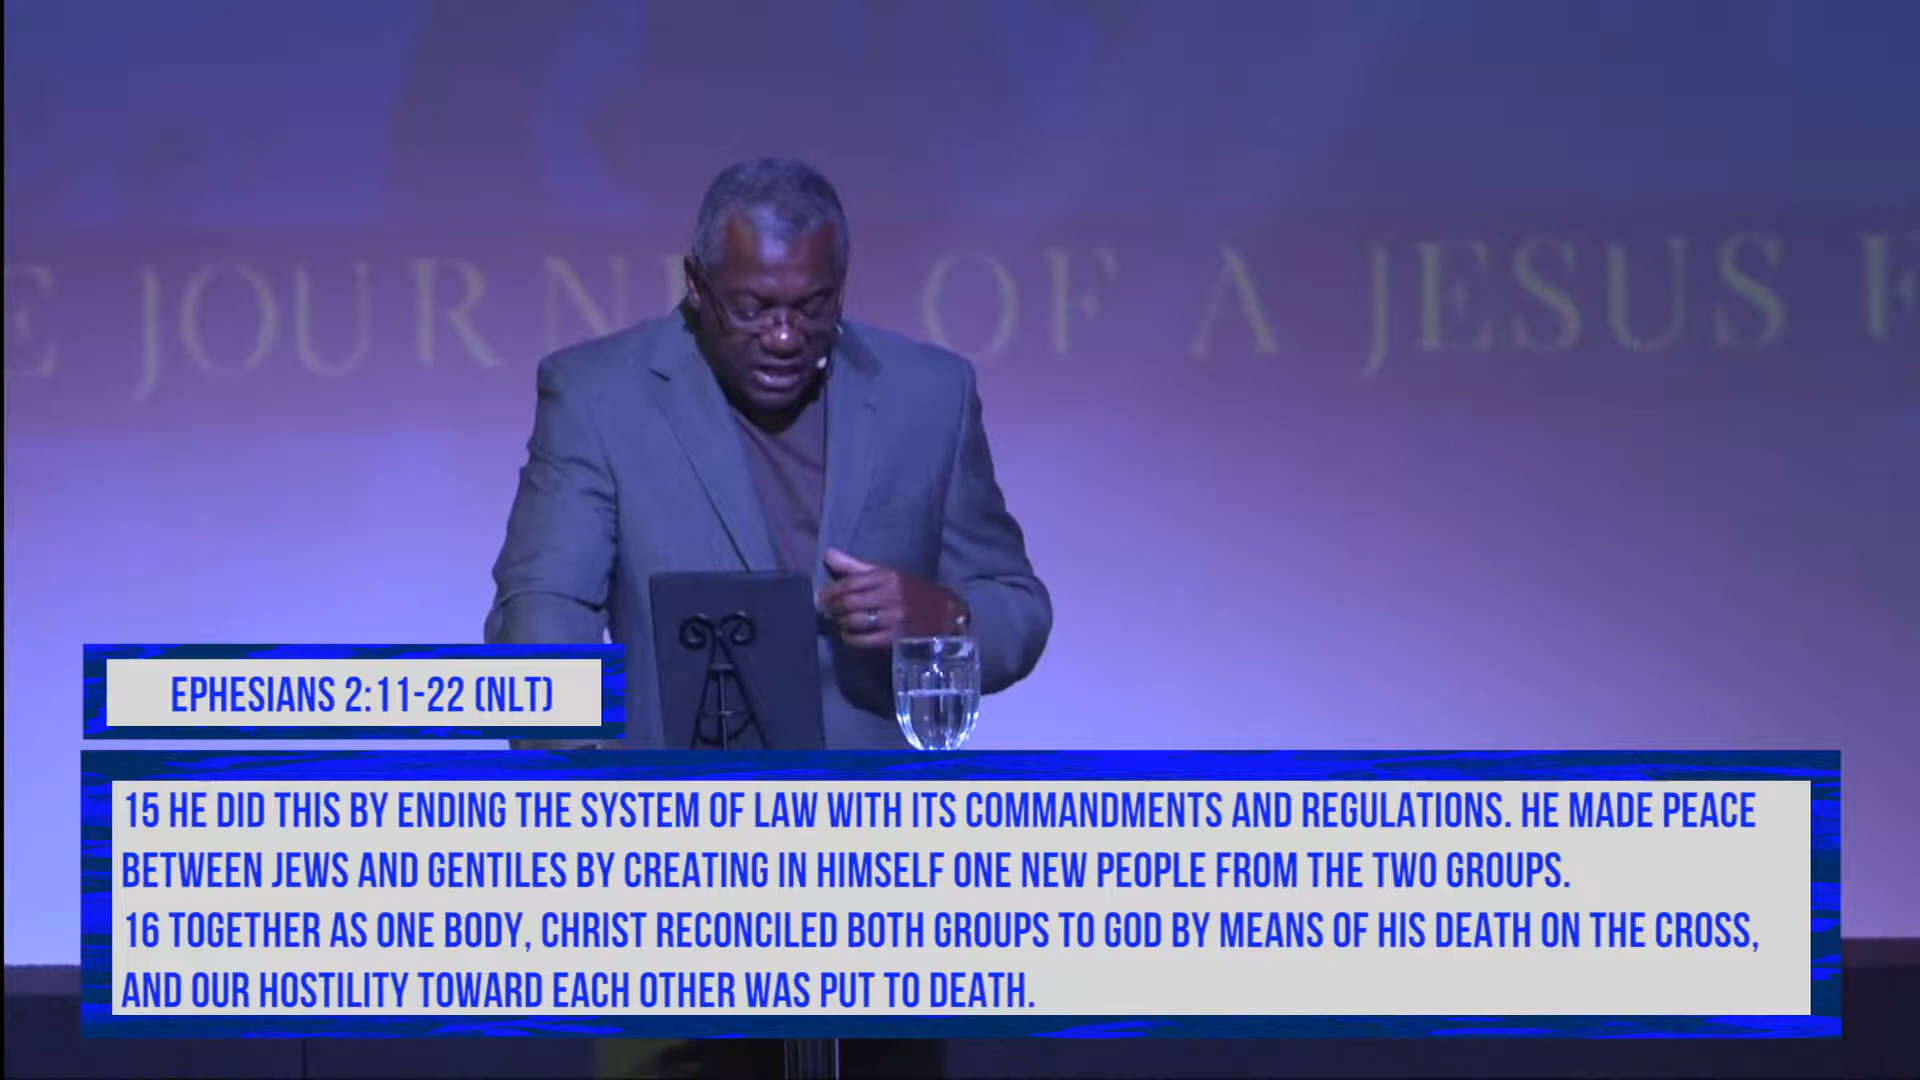 JOURN OF A JESUS
EPHESIANS 2:11-22 (NLT)
15 HE DID THIS BY ENDING THE SYSTEM OF LAW WITH ITS COMMANDMENTS AND REGULATIONS. HE MADE PEACE
BETWEEN JEWS AND GENTILES BY CREATING IN HIMSELF ONE NEW PEOPLE FROM THE TWO GROUPS.
16 TOGETHER AS ONE BODY, CHRIST RECONCILED BOTH GROUPS TO GOD BY MEANS OF HIS DEATH ON THE CROSS,
AND OUR HOSTILITY TOWARD EACH OTHER WAS PUT TO DEATH.